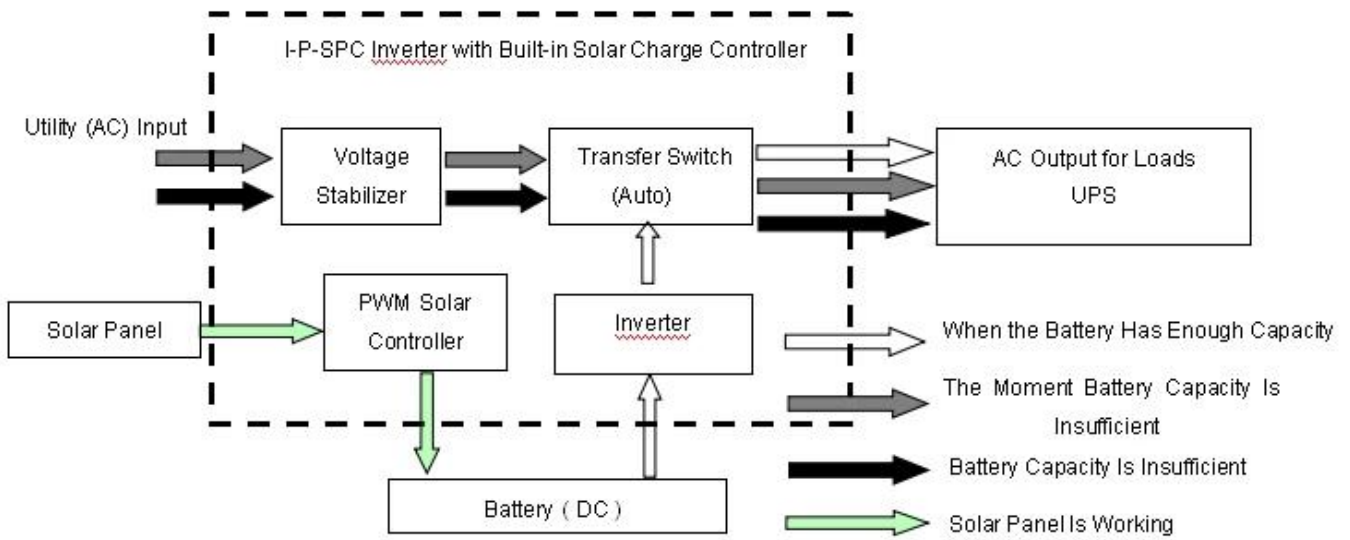 I-P-SPC Inverter with Built-in Solar Charge Controller
Utility (AC) Input
Voltage
Stabilizer
Transfer Switch
(Auto)
AC Output for Loads
UPS
Solar Panel
PWM Solar
Controller
Inverter
Battery ( DC )
When the Battery Has Enough Capacity
The Moment Battery Capacity Is
Insufficient
Battery Capacity Is Insufficient
Solar Panel Is Working